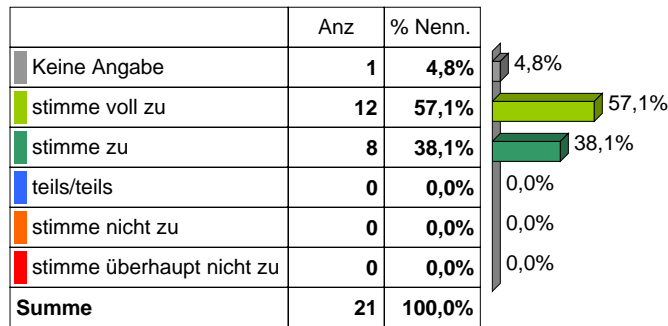 Anz % Nenn.
Keine Angabe 1 4,8% 4,8%
stimme voll zu 12 57,1% 57,1%
stimme zu 8 38,1% 38,1%
teils/teils 0 0,0% 0,0%
stimme nicht zu 0 0,0% 0,0%
stimme überhaupt nicht zu 0 0,0% 0,0%
Summe 21 100,0%